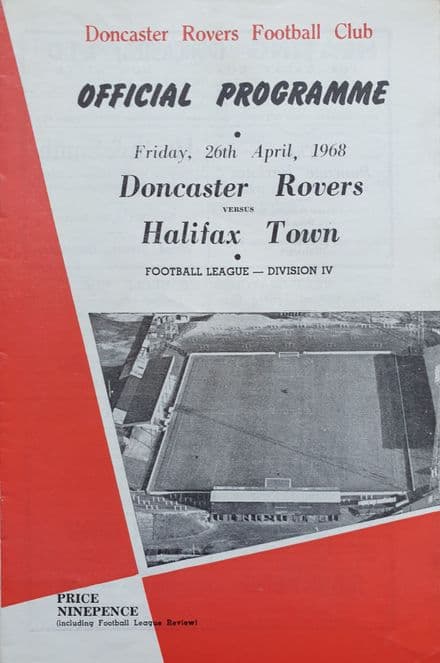 Doncaster Rovers Football Club
OFFICIAL PROGRAMME
Friday, 26th April, 1968
Doncaster Rovers
VERSUS
Halifax Town
FOOTBALL LEAGUE — DIVISION IV
PRICE
NINEPENCE
(including Football League Review)